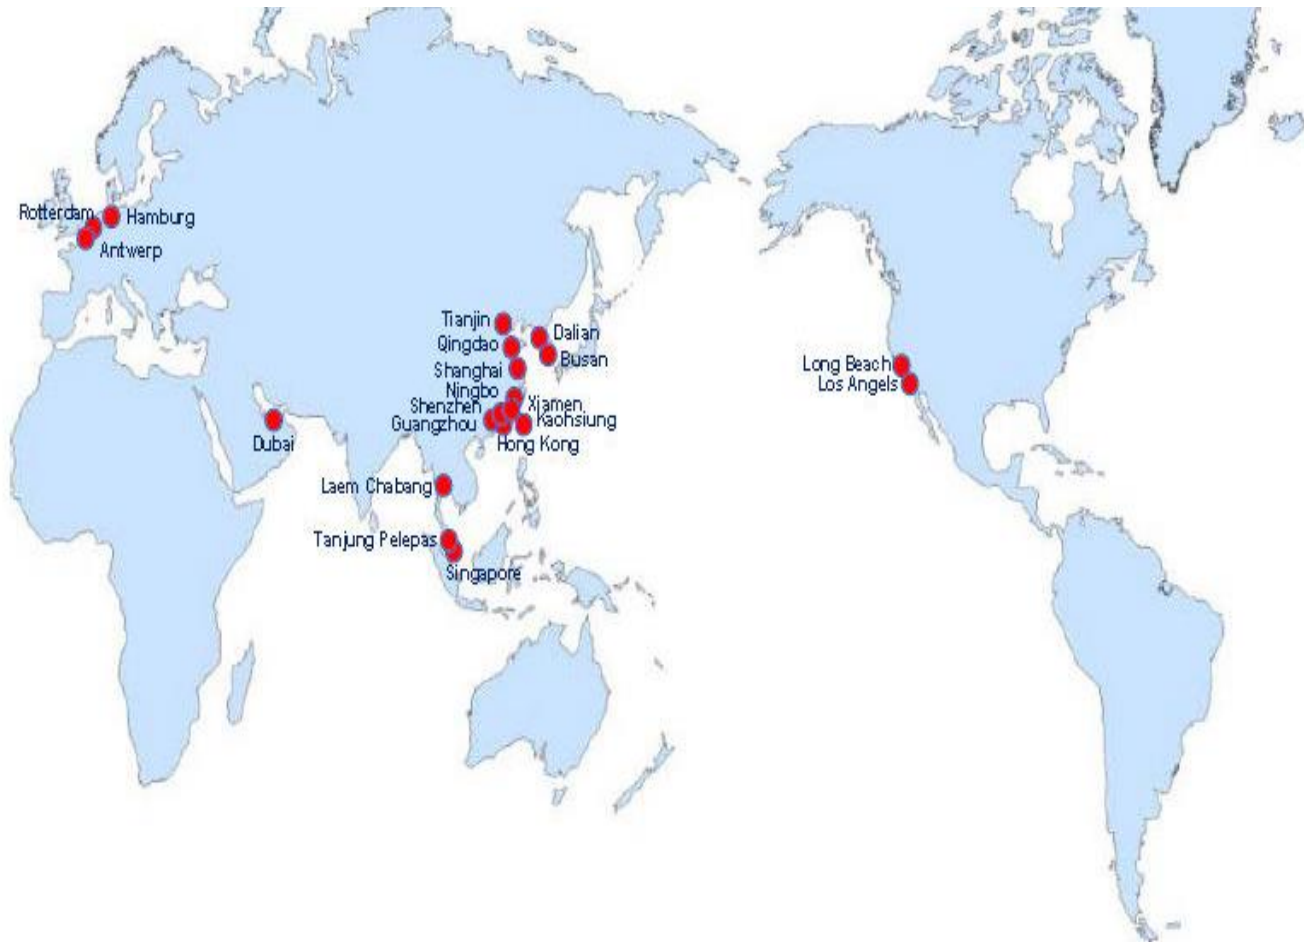 Rotterdam
Hamburg
Antwerp
Tianjin
Dalian
Qingdao
Busan
Shanghai
Long Beach
Los Angels
Ningbo
Shenzhen
Xiamen
Guangzhou
Kaohsiung
Dubai
Hong Kong
Laem Chabang
Tanjung Pelepas
Singapore